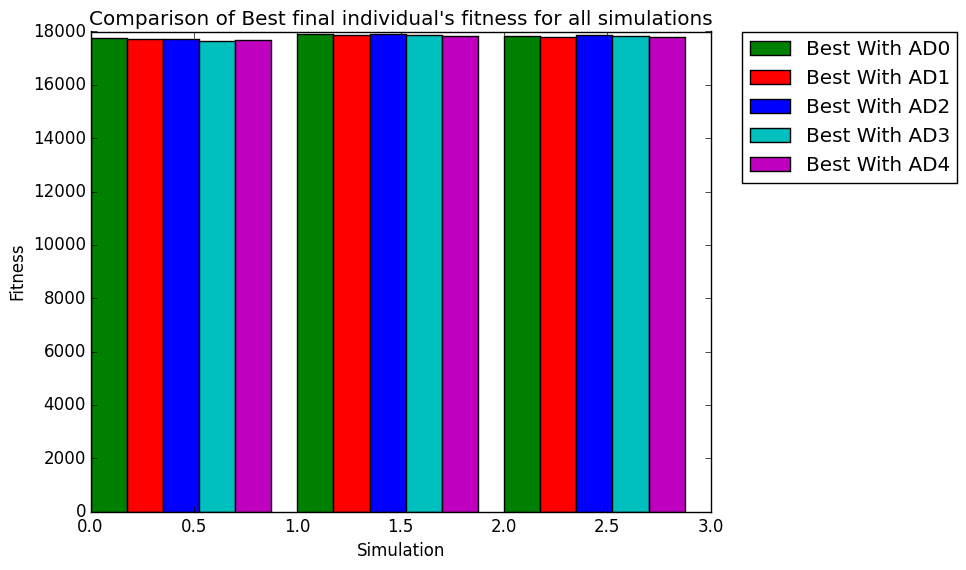 Comparison of Best final individual's fitness for all simulations
18000
16000
14000
12000
10000
8000
6000
4000
2000
0
Fitness
0.0 0.5 1.0 1.5 2.0 2.5 3.0
Simulation
Best With AD0
Best With AD1
Best With AD2
Best With AD3
Best With AD4